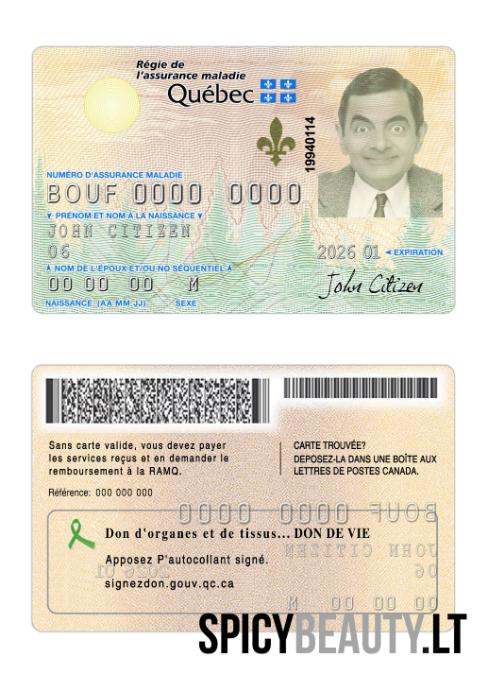 Régie de
l'assurance maladie
Québec
19940114
NUMÉRO D'ASSURANCE MALADIE
BOUF 0000 0000
▼ PRÉNOM ET NOM À LA NAISSANCE ▼
JOHN CITIZEN
06
2026 01 ◄ EXPIRATION
▲ NOM DE L'ÉPOUX ET/OU NO SÉQUENTIEL ▲
00 00 00 M
John Citizen
NAISSANCE (AA MM JJ) SEXE
Sans carte valide, vous devez payer
les services reçus et en demander le
remboursement à la RAMQ.
Référence: 000 000 000
CARTE TROUVÉE?
DEPOSEZ-LA DANS UNE BOÎTE AUX
LETTRES DE POSTES CANADA.
BOUF 0000 0000
Don d'organes et de tissus... DON DE VIE
JOHN CITIZEN
Apposez P'autocollant signé.
06 2026 01
signezdon.gouv.qc.ca
00 00 00 M
SPICYBEAUTY.LT